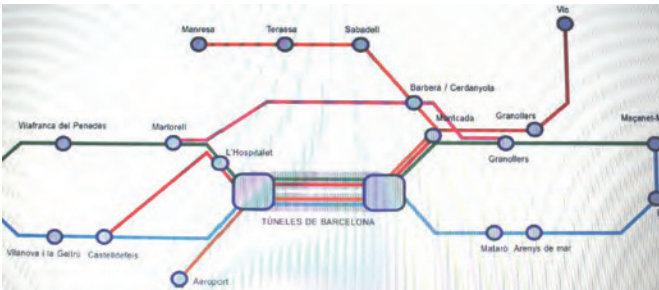 Vic
Manresa
Terassa
Sabadell
Barberà / Cerdanyola
Montcada
Granollers
Vilafranca del Penedès
Martorell
Maçanet-M
L'Hospitalet
Granollers
TÚNELES DE BARCELONA
Vilanova i la Geltrú
Castelldefels
Mataró
Arenys de mar
Aeroport